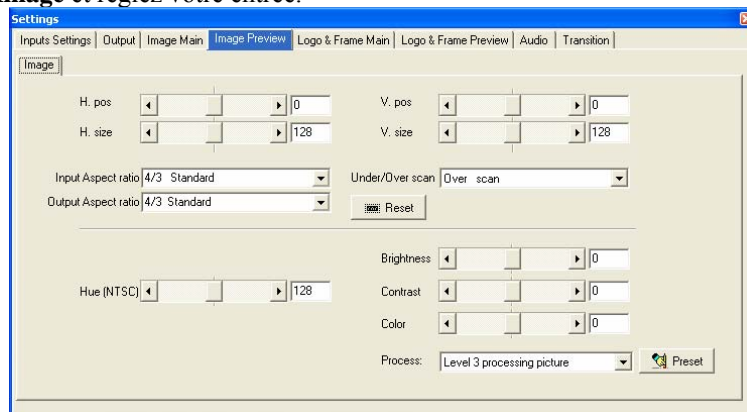 image et réglez votre entrée.
Settings
Inputs Settings Output Image Main Image Preview Logo & Frame Main Logo & Frame Preview Audio Transition
Image
H. pos 0 V. pos 0
H. size 128 V. size 128
Input Aspect ratio 4/3 Standard Under/Over scan Over scan
Output Aspect ratio 4/3 Standard Reset
Brightness 0
Hue (NTSC) 128 Contrast 0
Color 0
Process: Level 3 processing picture Preset